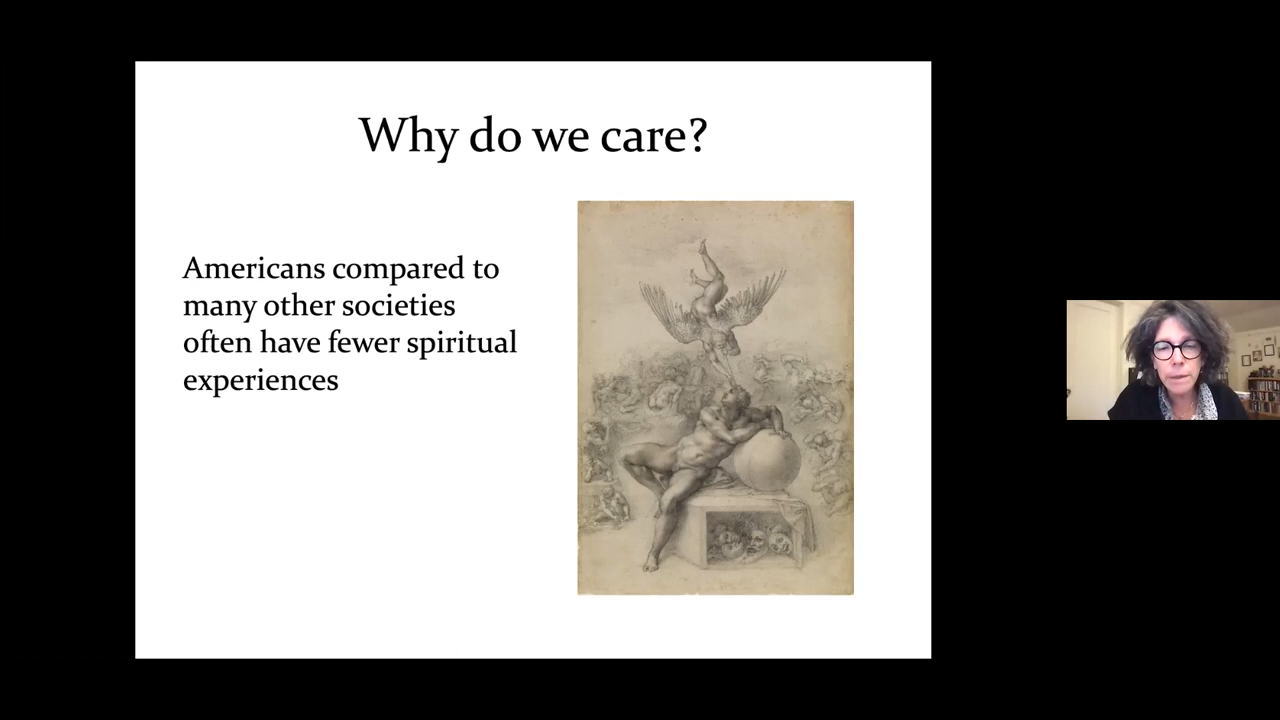 Why do we care?
Americans compared to
many other societies
often have fewer spiritual
experiences